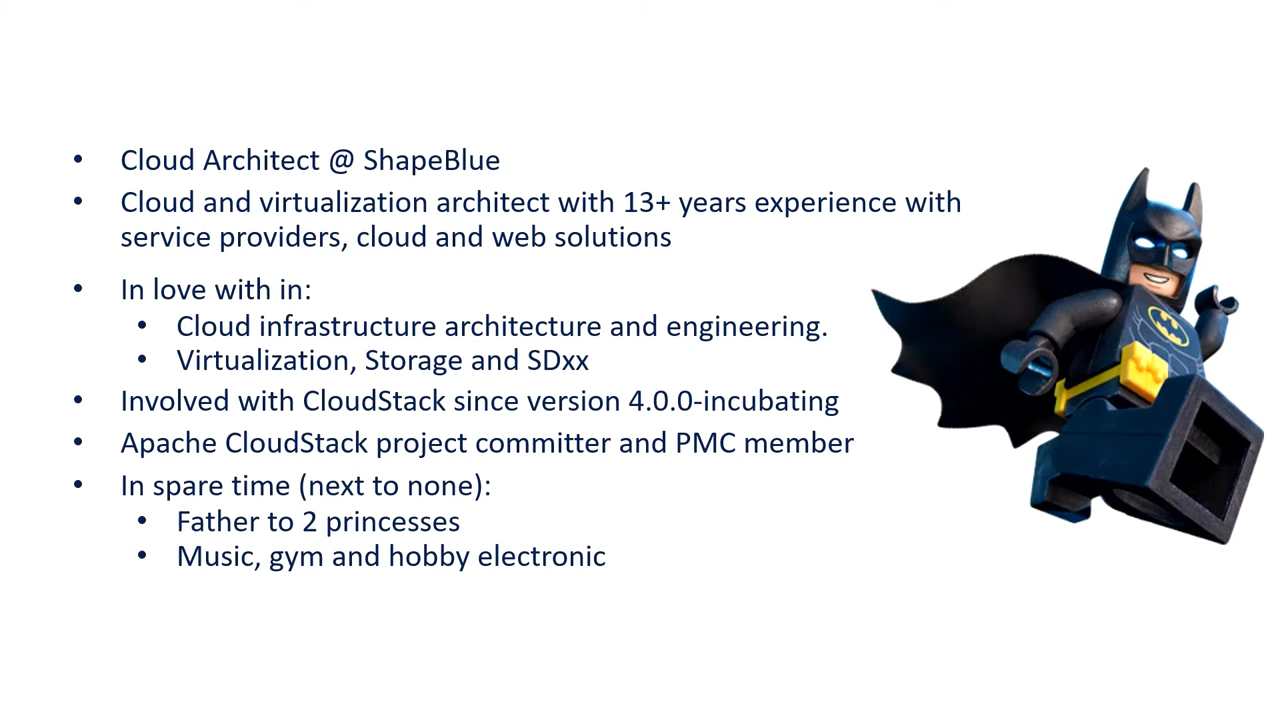 • Cloud Architect @ ShapeBlue
• Cloud and virtualization architect with 13+ years experience with
service providers, cloud and web solutions
• In love with in:
• Cloud infrastructure architecture and engineering.
• Virtualization, Storage and SDxx
• Involved with CloudStack since version 4.0.0-incubating
• Apache CloudStack project committer and PMC member
• In spare time (next to none):
• Father to 2 princesses
• Music, gym and hobby electronic